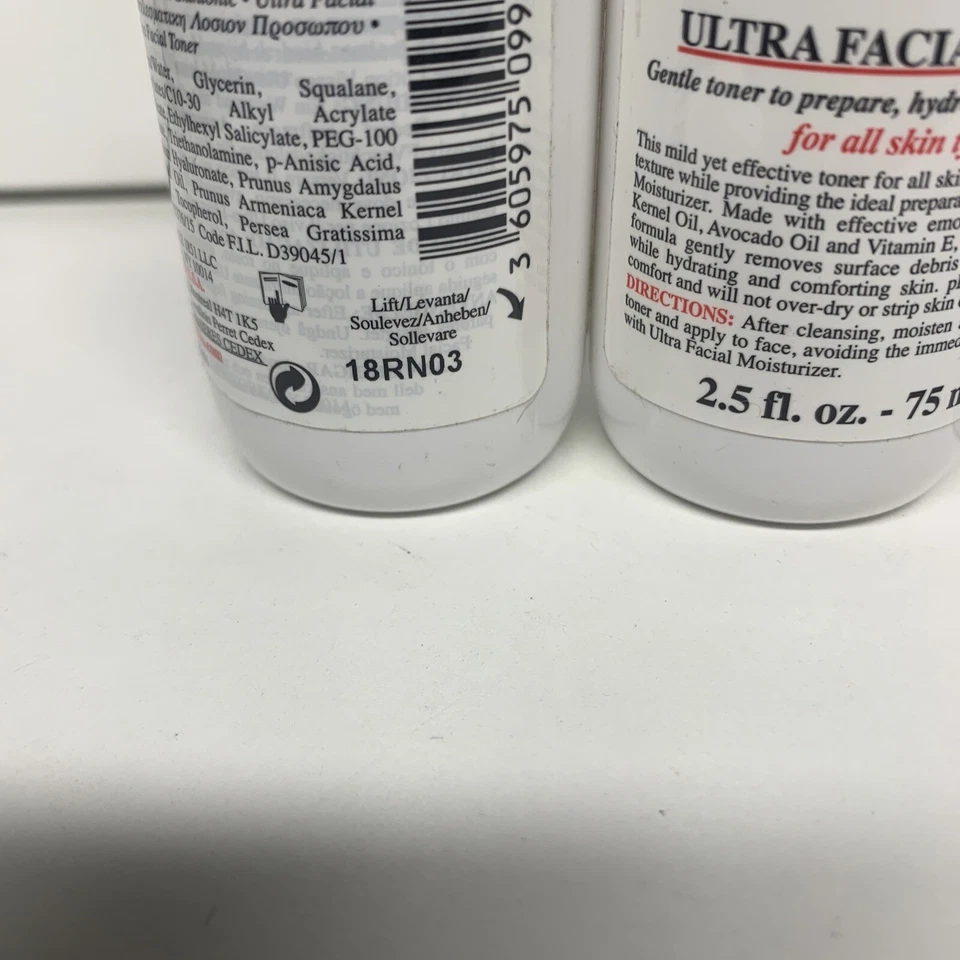 Ultra Facial
Λοσιον Προσωπου •
Facial Toner
Water, Glycerin, Squalane,
/C10-30 Alkyl Acrylate
Ethylhexyl Salicylate, PEG-100
Triethanolamine, p-Anisic Acid,
Hyaluronate, Prunus Amygdalus
Oil, Prunus Armeniaca Kernel
Tocopherol, Persea Gratissima
Code F.I.L. D39045/1
LLC
10014
H4T 1K5
Perret Cedex
CEDEX
Lift/Levanta/
Soulevez/Anheben/
Sollevare
18RN03
3 605975 099
ULTRA FACIA
Gentle toner to prepare, hydr
for all skin t
This mild yet effective toner for all ski
texture while providing the ideal prepara
Moisturizer. Made with effective emo
Kernel Oil, Avocado Oil and Vitamin E,
formula gently removes surface debris
while hydrating and comforting skin. p
comfort and will not over-dry or strip skin
DIRECTIONS: After cleansing, moisten
toner and apply to face, avoiding the immed
with Ultra Facial Moisturizer.
2.5 fl. oz. - 75